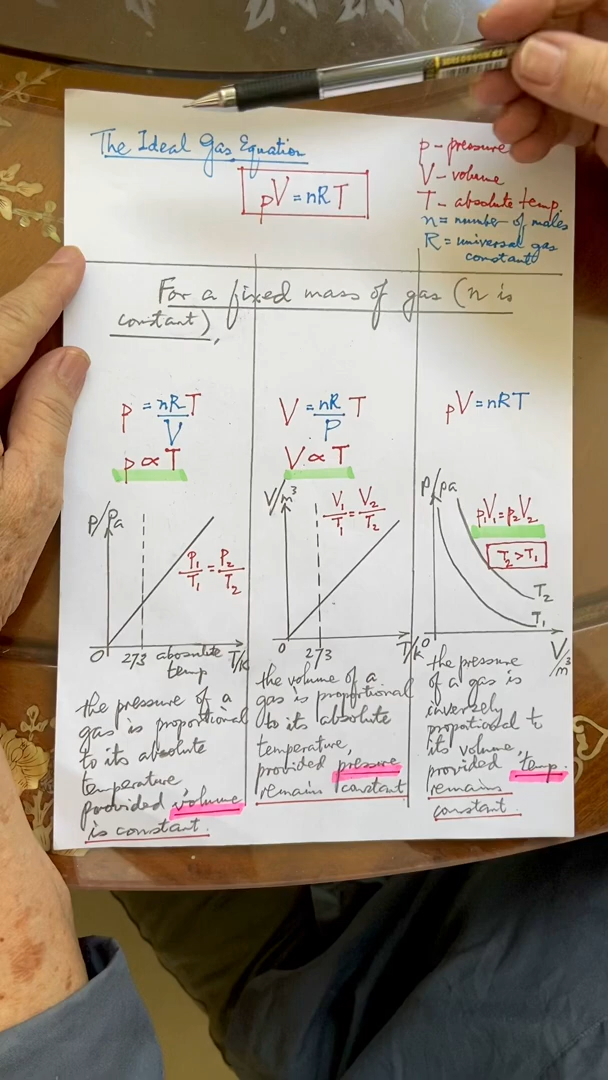 The Ideal Gas Equation
pV = nRT
p - pressure
V - volume
T - absolute temp.
n = number of moles
R = universal gas
constant
For a fixed mass of gas (n is
constant),
p = nRT
V
p ∝ T
P/Pa
P1/T1 = P2/T2
0 273 absolute T/K
temp
the pressure of a
gas is proportional
to its absolute
temperature
provided volume
is constant.
V = nR T
P
V ∝ T
V/m³
V1/T1 = V2/T2
0 273 T/K
the volume of a
gas is proportional
to its absolute
temperature,
provided pressure
remains constant
pV = nRT
P/Pa
p1V1 = p2V2
T2 > T1
T2
T1
0 V/m³
the pressure
of a gas is
inversely
propotional t
its volume,
provided temp.
remains
constant.